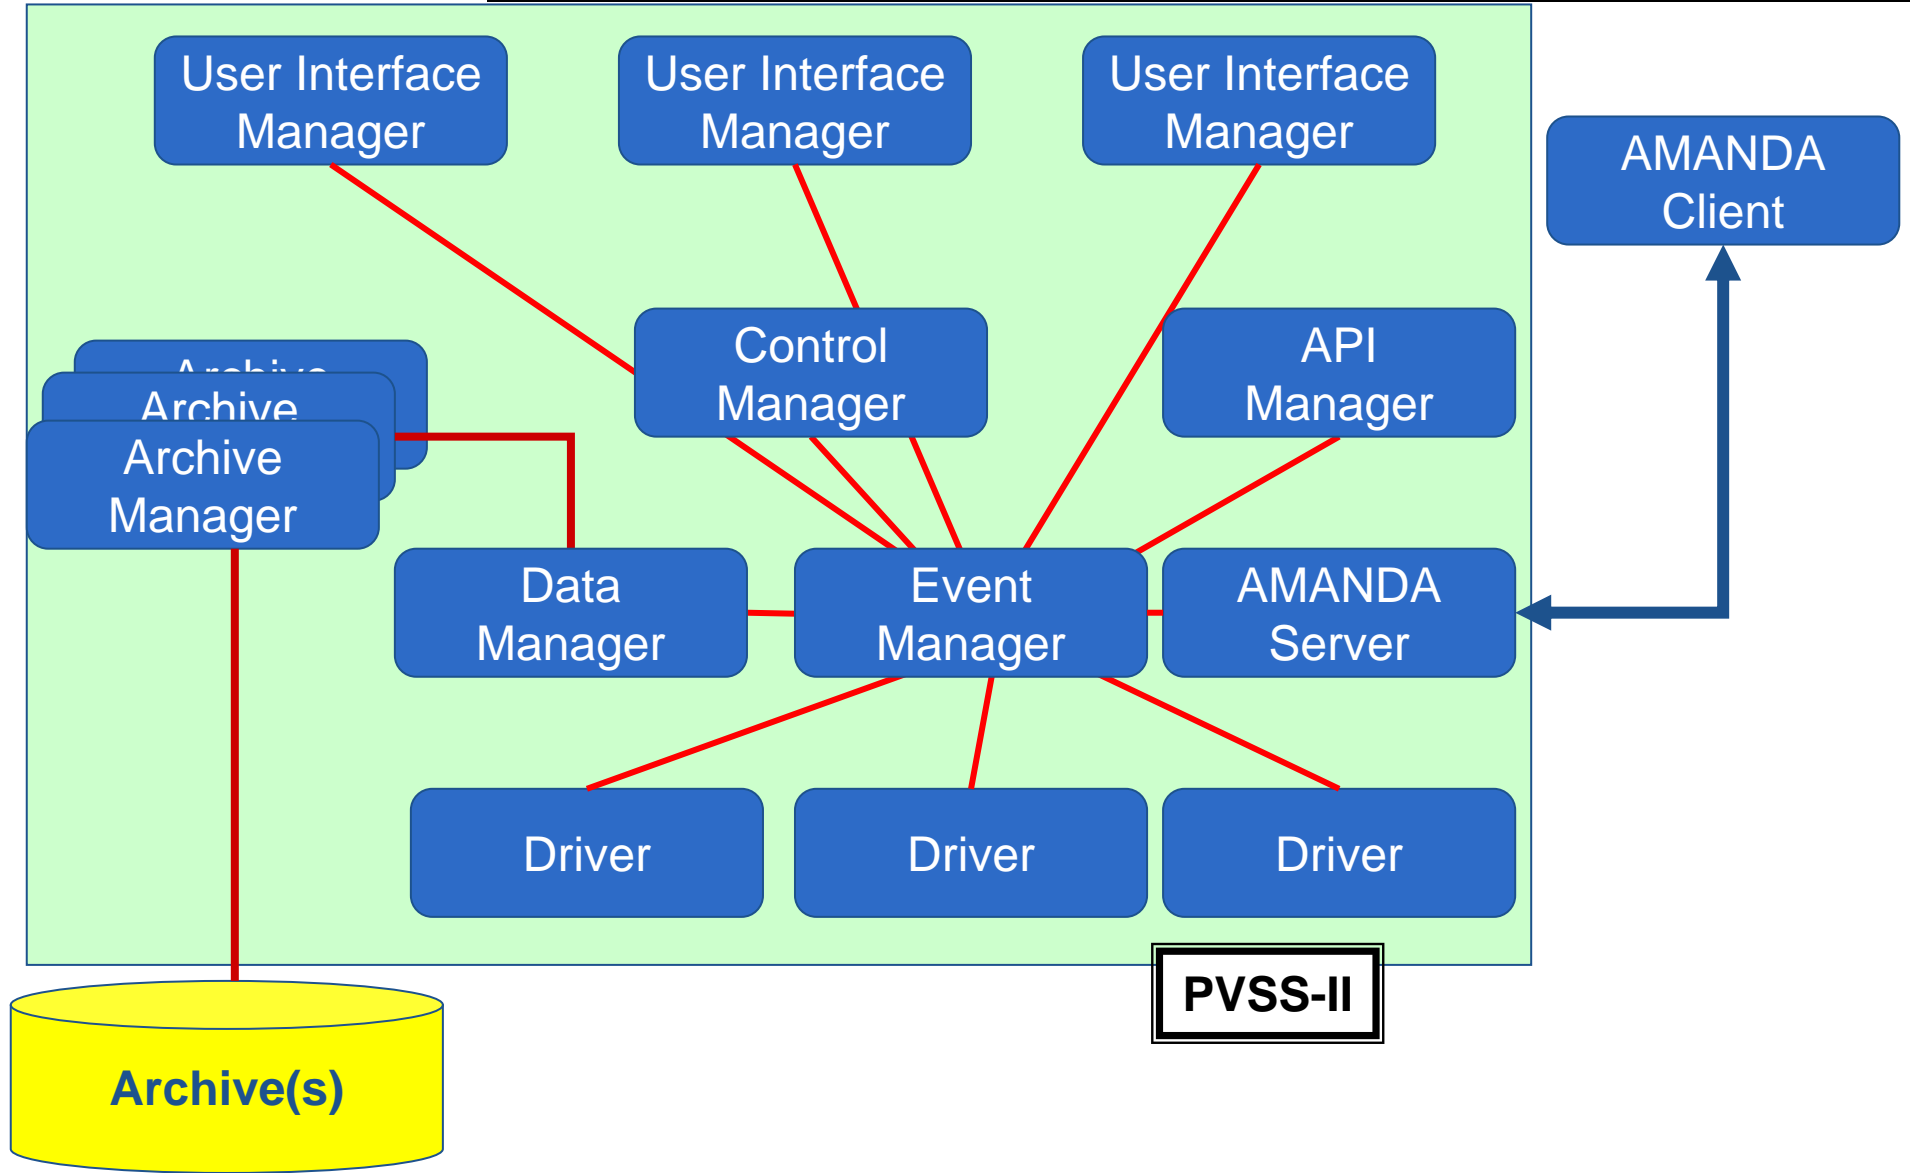 User Interface
Manager
User Interface
Manager
User Interface
Manager
AMANDA
Client
Control
Manager
API
Manager
Archive
Archive
Archive
Manager
Data
Manager
Event
Manager
AMANDA
Server
Driver
Driver
Driver
PVSS-II
Archive(s)